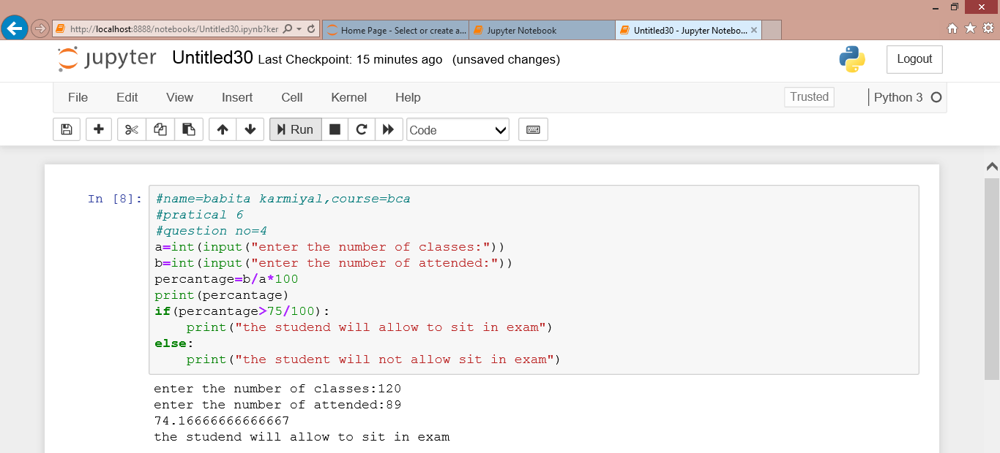 http://localhost:8888/notebooks/Untitled30.ipynb?ker
Home Page - Select or create a...
Jupyter Notebook
Untitled30 - Jupyter Notebo...
jupyter Untitled30 Last Checkpoint: 15 minutes ago (unsaved changes)
Logout
File Edit View Insert Cell Kernel Help
Trusted
Python 3
Run
Code
In [8]:
#name=babita karmiyal,course=bca
#pratical 6
#question no=4
a=int(input("enter the number of classes:"))
b=int(input("enter the number of attended:"))
percantage=b/a*100
print(percantage)
if(percantage>75/100):
    print("the studend will allow to sit in exam")
else:
    print("the student will not allow sit in exam")
enter the number of classes:120
enter the number of attended:89
74.16666666666667
the studend will allow to sit in exam